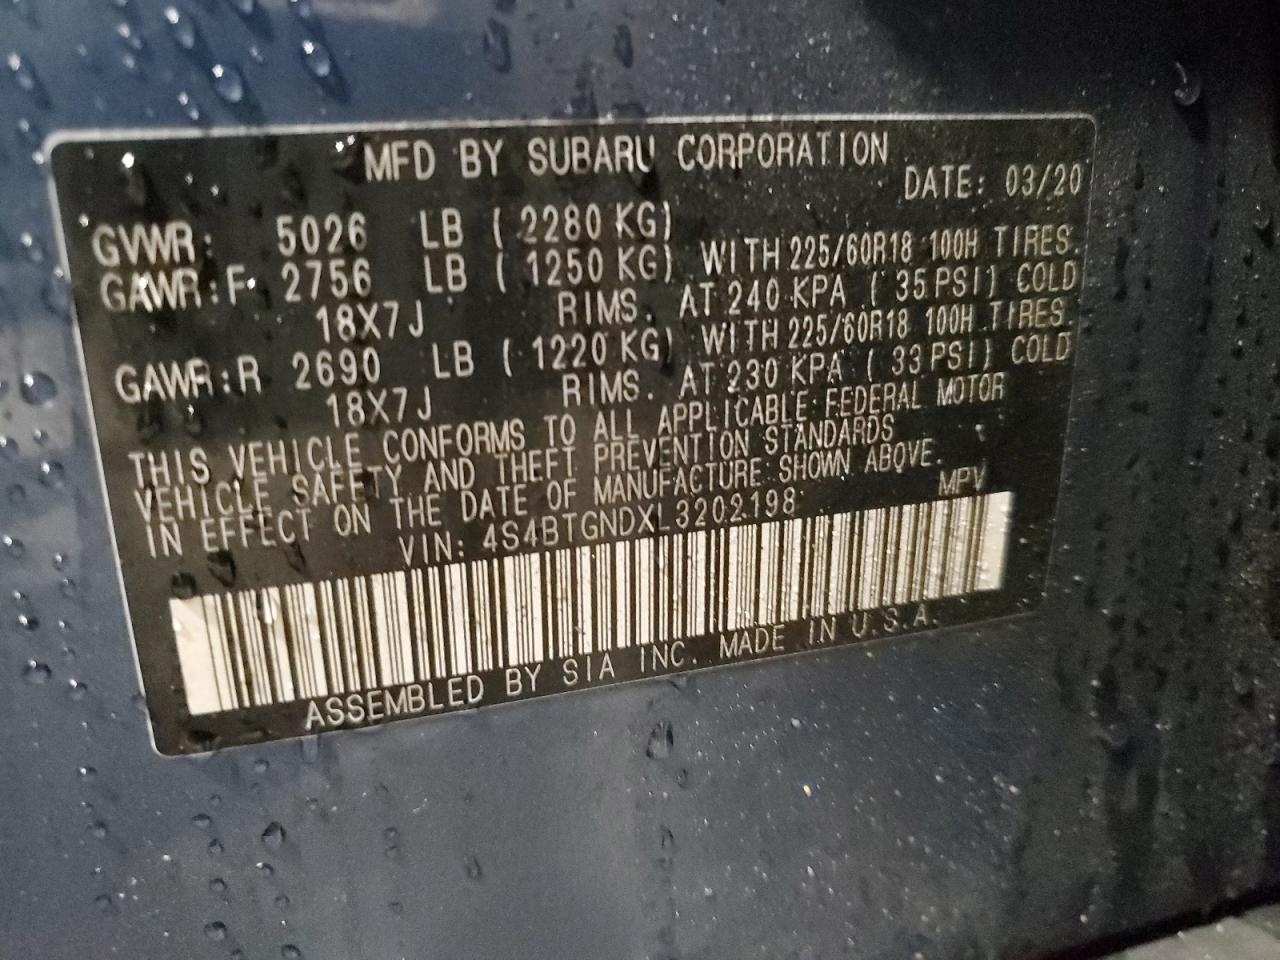 MFD BY SUBARU CORPORATION
DATE: 03/20
GVWR: 5026 LB ( 2280 KG)
GAWR:F 2756 LB ( 1250 KG) WITH 225/60R18 100H TIRES
18X7J RIMS. AT 240 KPA ( 35 PSI) COLD
GAWR:R 2690 LB ( 1220 KG) WITH 225/60R18 100H TIRES
18X7J RIMS. AT 230 KPA ( 33 PSI) COLD
THIS VEHICLE CONFORMS TO ALL APPLICABLE FEDERAL MOTOR
VEHICLE SAFETY AND THEFT PREVENTION STANDARDS
IN EFFECT ON THE DATE OF MANUFACTURE SHOWN ABOVE.
VIN: 4S4BTGNDXL3202198 MPV
ASSEMBLED BY SIA INC. MADE IN U.S.A.